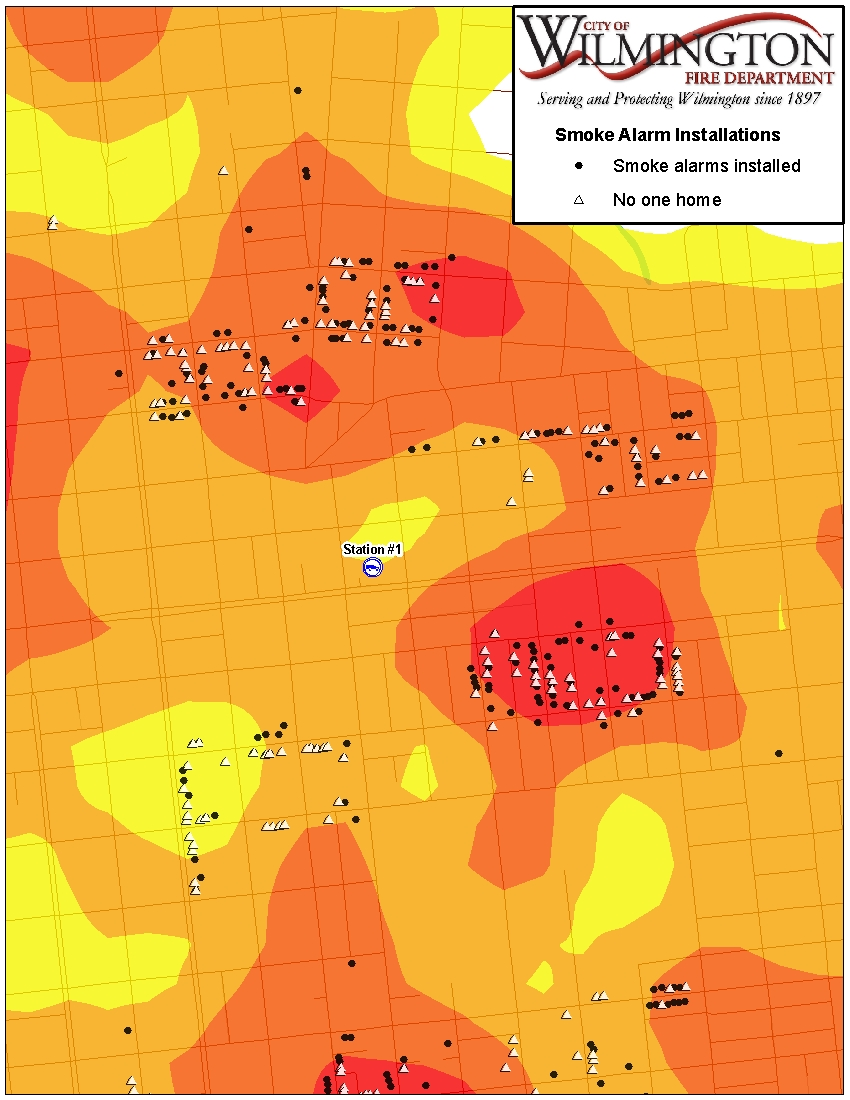 CITY OF
WILMINGTON
FIRE DEPARTMENT
Serving and Protecting Wilmington since 1897
Smoke Alarm Installations
Smoke alarms installed
No one home
Station #1